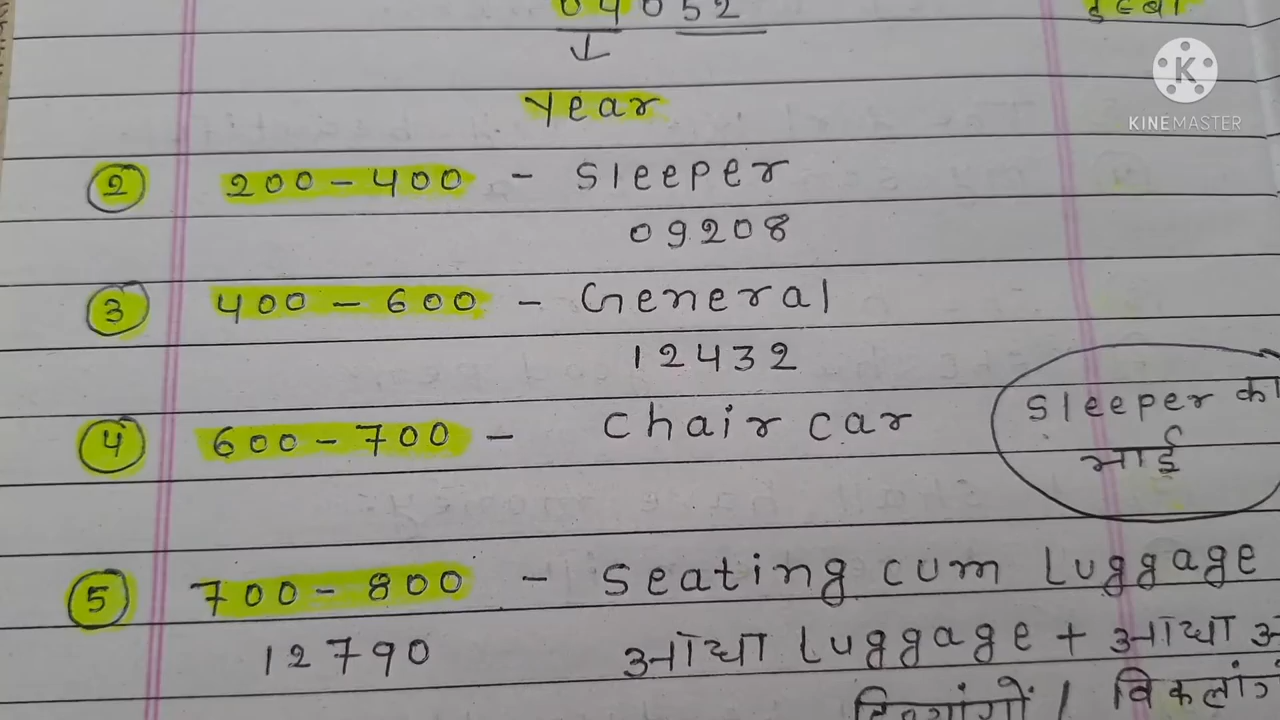 04052
Year
② 200-400 - Sleeper
09208
③ 400-600 - General
12432
④ 600-700 - Chair car
Sleeper का
भाई
⑤ 700-800 - Seating cum Luggage
12790 आधा Luggage + आधा
KINEMASTER